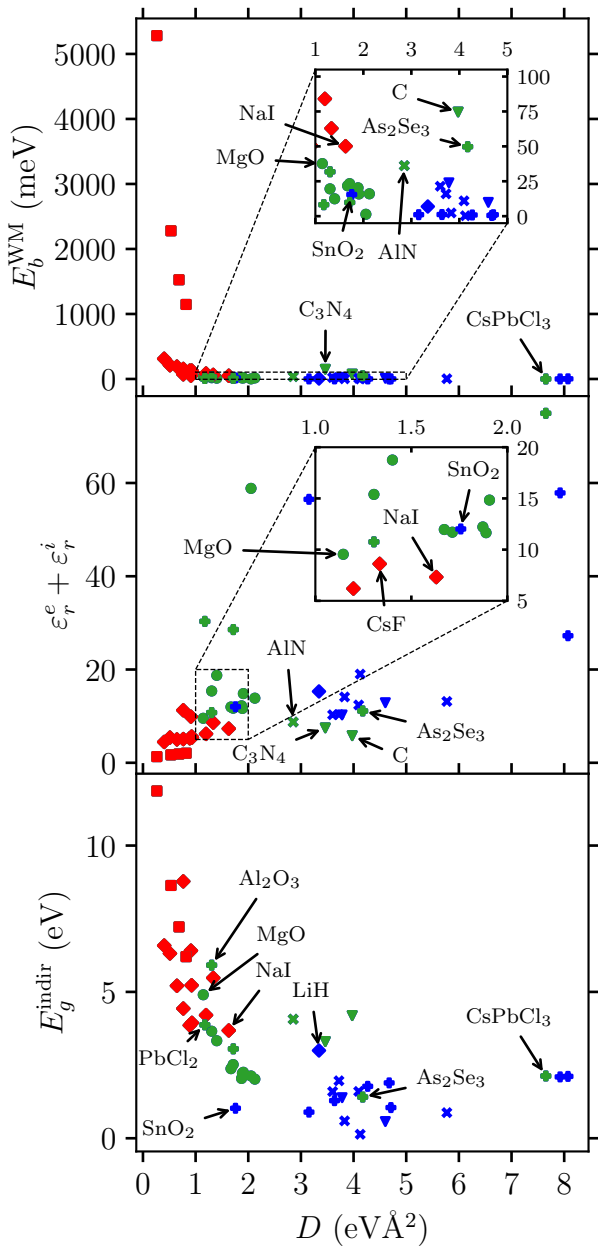 1 2 3 4 5
5000
4000
3000
2000
1000
0
100
75
50
25
0
C
NaI
As₂Se₃
MgO
SnO₂
AlN
C₃N₄
CsPbCl₃
E_b^WM (meV)
1.0 1.5 2.0
60
40
20
0
20
15
10
5
SnO₂
NaI
MgO
CsF
AlN
C₃N₄
C
As₂Se₃
ε_r^e + ε_r^i
10
5
0
Al₂O₃
MgO
NaI
LiH
CsPbCl₃
PbCl₂
As₂Se₃
SnO₂
E_g^indir (eV)
0 1 2 3 4 5 6 7 8
D (eVÅ²)